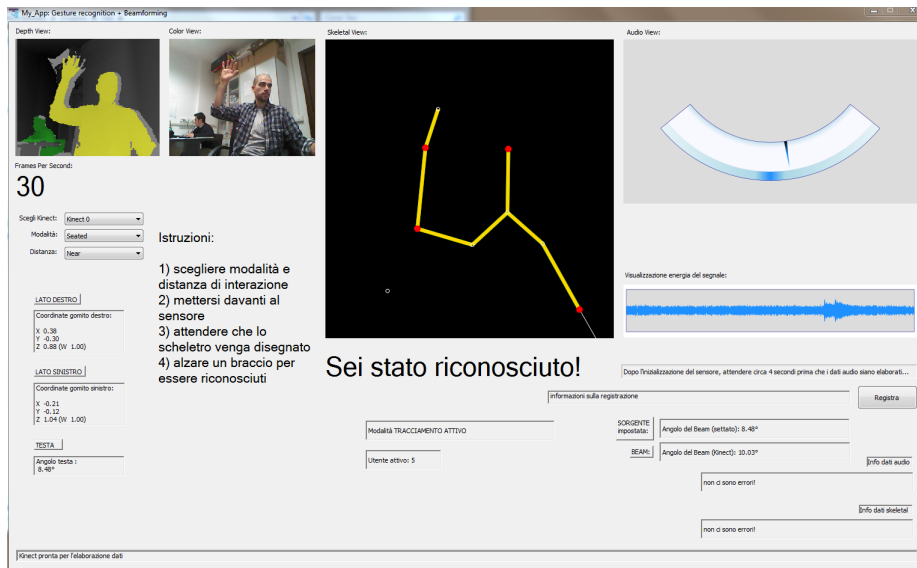 My_App: Gesture recognition + Beamforming
Depth View:
Color View:
Skeletal View:
Audio View:
Frames Per Second:
30
Scegli Kinect:
Kinect 0
Modalità:
Seated
Distanza:
Near
Istruzioni:
1) scegliere modalità e
distanza di interazione
2) mettersi davanti al
sensore
3) attendere che lo
scheletro venga disegnato
4) alzare un braccio per
essere riconosciuti
LATO DESTRO
Coordinate gomito destro:
X 0.38
Y -0.30
Z 0.88 (W 1.00)
LATO SINISTRO
Coordinate gomito sinistro:
X -0.21
Y -0.12
Z 1.04 (W 1.00)
TESTA
Angolo testa :
8.48°
Sei stato riconosciuto!
Visualizzazione energia del segnale:
Dopo l'inizializzazione del sensore, attendere circa 4 secondi prima che i dati audio siano elaborati...
informazioni sulla registrazione
Registra
Modalità TRACCIAMENTO ATTIVO
Utente attivo: 5
SORGENTE
impostata:
Angolo del Beam (settato): 8.48°
BEAM:
Angolo del Beam (Kinect): 10.03°
Info dati audio
non ci sono errori!
Info dati skeletal
non ci sono errori!
Kinect pronta per l'elaborazione dati